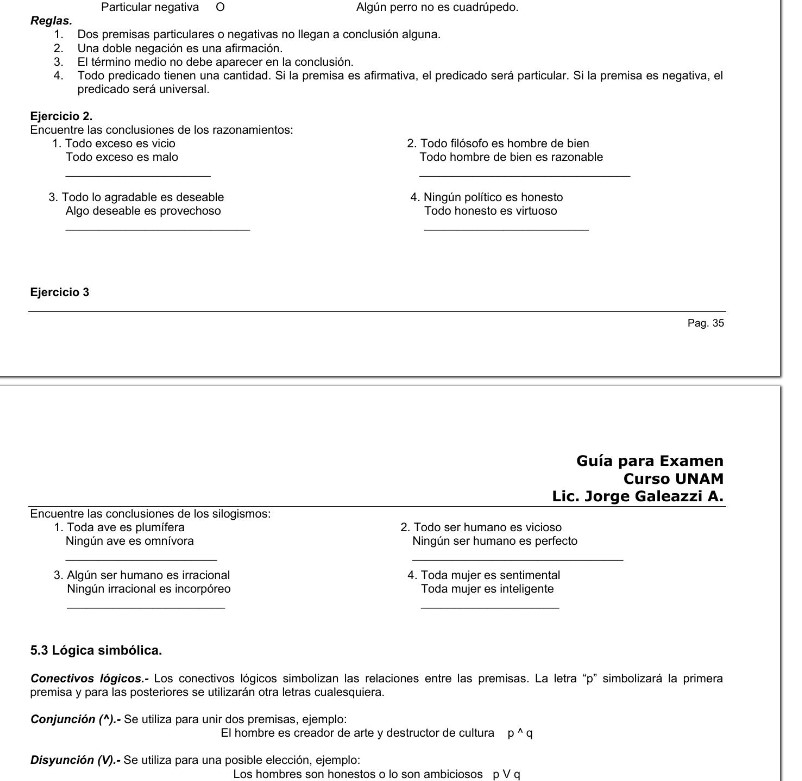 Particular negativa O Algún perro no es cuadrúpedo.
Reglas.
1. Dos premisas particulares o negativas no llegan a conclusión alguna.
2. Una doble negación es una afirmación.
3. El término medio no debe aparecer en la conclusión.
4. Todo predicado tienen una cantidad. Si la premisa es afirmativa, el predicado será particular. Si la premisa es negativa, el
predicado será universal.
Ejercicio 2.
Encuentre las conclusiones de los razonamientos:
1. Todo exceso es vicio
Todo exceso es malo
2. Todo filósofo es hombre de bien
Todo hombre de bien es razonable
3. Todo lo agradable es deseable
Algo deseable es provechoso
4. Ningún político es honesto
Todo honesto es virtuoso
Ejercicio 3
Pag. 35
Guía para Examen
Curso UNAM
Lic. Jorge Galeazzi A.
Encuentre las conclusiones de los silogismos:
1. Toda ave es plumífera
Ningún ave es omnívora
2. Todo ser humano es vicioso
Ningún ser humano es perfecto
3. Algún ser humano es irracional
Ningún irracional es incorpóreo
4. Toda mujer es sentimental
Toda mujer es inteligente
5.3 Lógica simbólica.
Conectivos lógicos.- Los conectivos lógicos simbolizan las relaciones entre las premisas. La letra “p” simbolizará la primera
premisa y para las posteriores se utilizarán otra letras cualesquiera.
Conjunción (^).- Se utiliza para unir dos premisas, ejemplo:
El hombre es creador de arte y destructor de cultura p ^ q
Disyunción (V).- Se utiliza para una posible elección, ejemplo:
Los hombres son honestos o lo son ambiciosos p V q